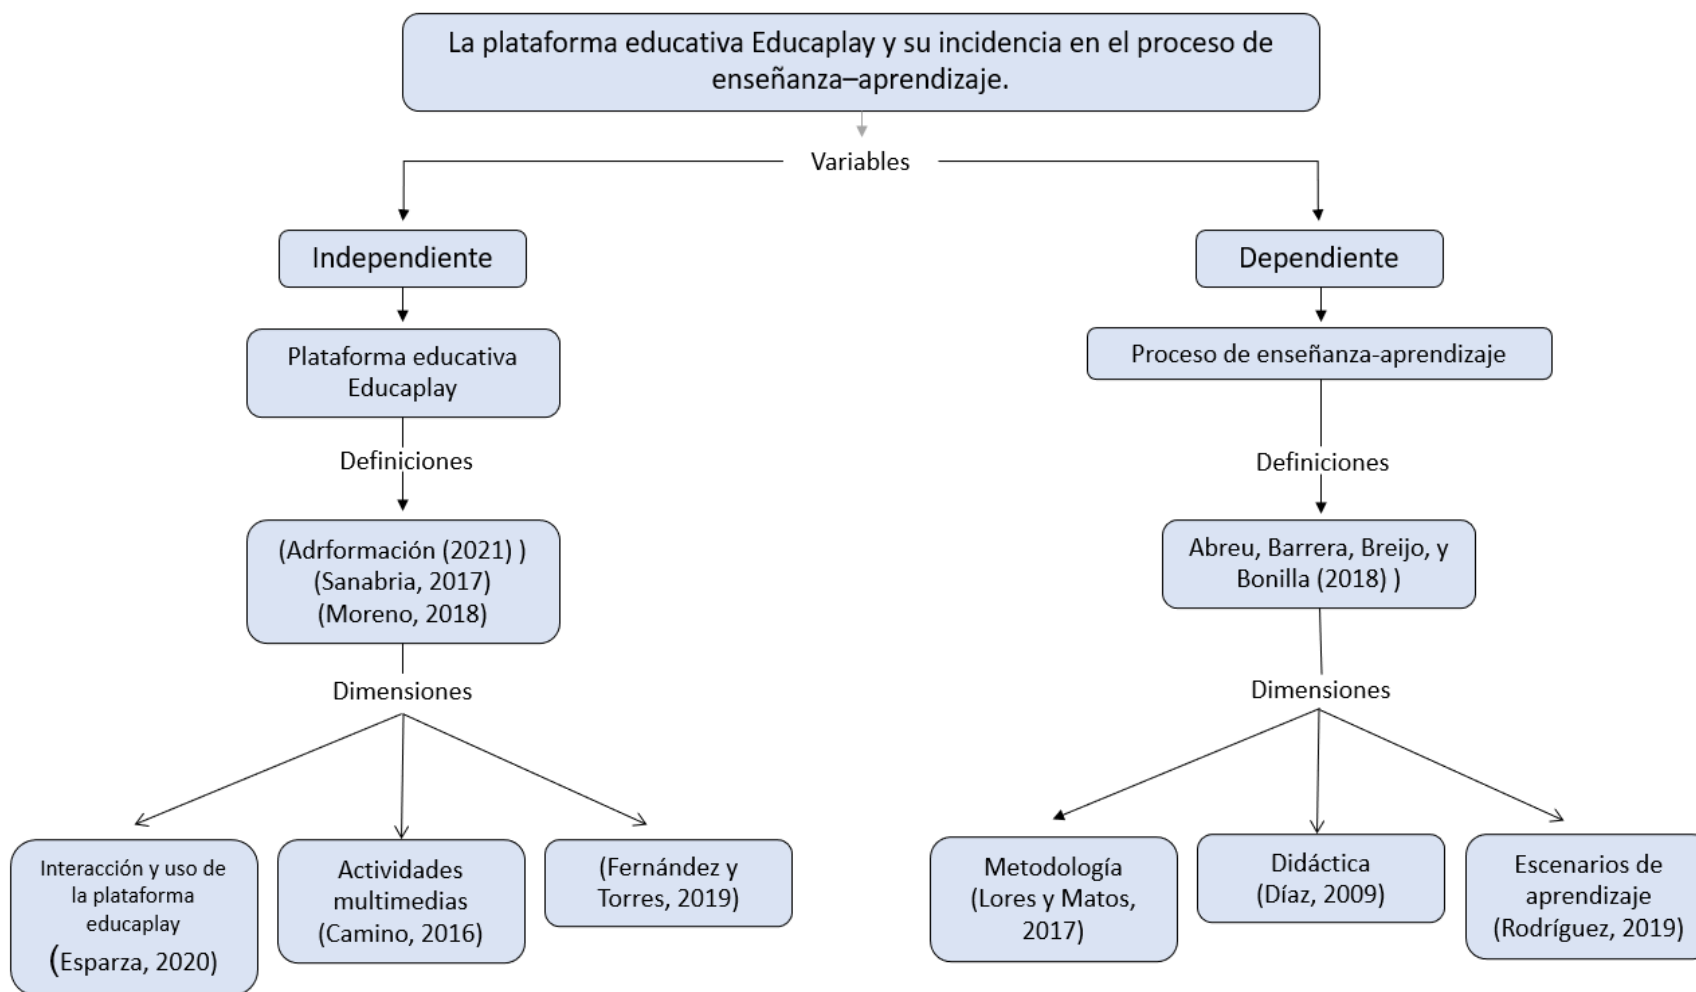 La plataforma educativa Educaplay y su incidencia en el proceso de
enseñanza–aprendizaje.
Variables
Independiente
Dependiente
Plataforma educativa
Educaplay
Proceso de enseñanza-aprendizaje
Definiciones
Definiciones
(Adrformación (2021) )
(Sanabria, 2017)
(Moreno, 2018)
Abreu, Barrera, Breijo, y
Bonilla (2018) )
Dimensiones
Dimensiones
Interacción y uso de
la plataforma
educaplay
(Esparza, 2020)
Actividades
multimedias
(Camino, 2016)
(Fernández y
Torres, 2019)
Metodología
(Lores y Matos,
2017)
Didáctica
(Díaz, 2009)
Escenarios de
aprendizaje
(Rodríguez, 2019)